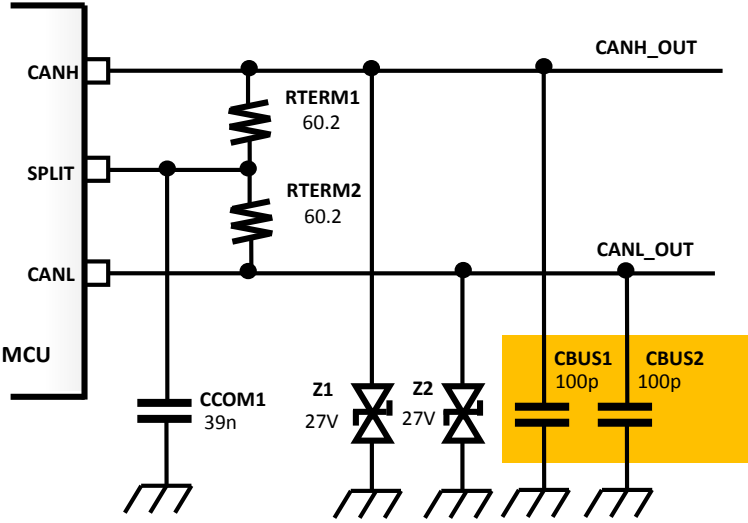 CANH_OUT
CANH
RTERM1
60.2
SPLIT
RTERM2
60.2
CANL_OUT
CANL
MCU
CBUS1
100p
CBUS2
100p
Z1
27V
Z2
27V
CCOM1
39n